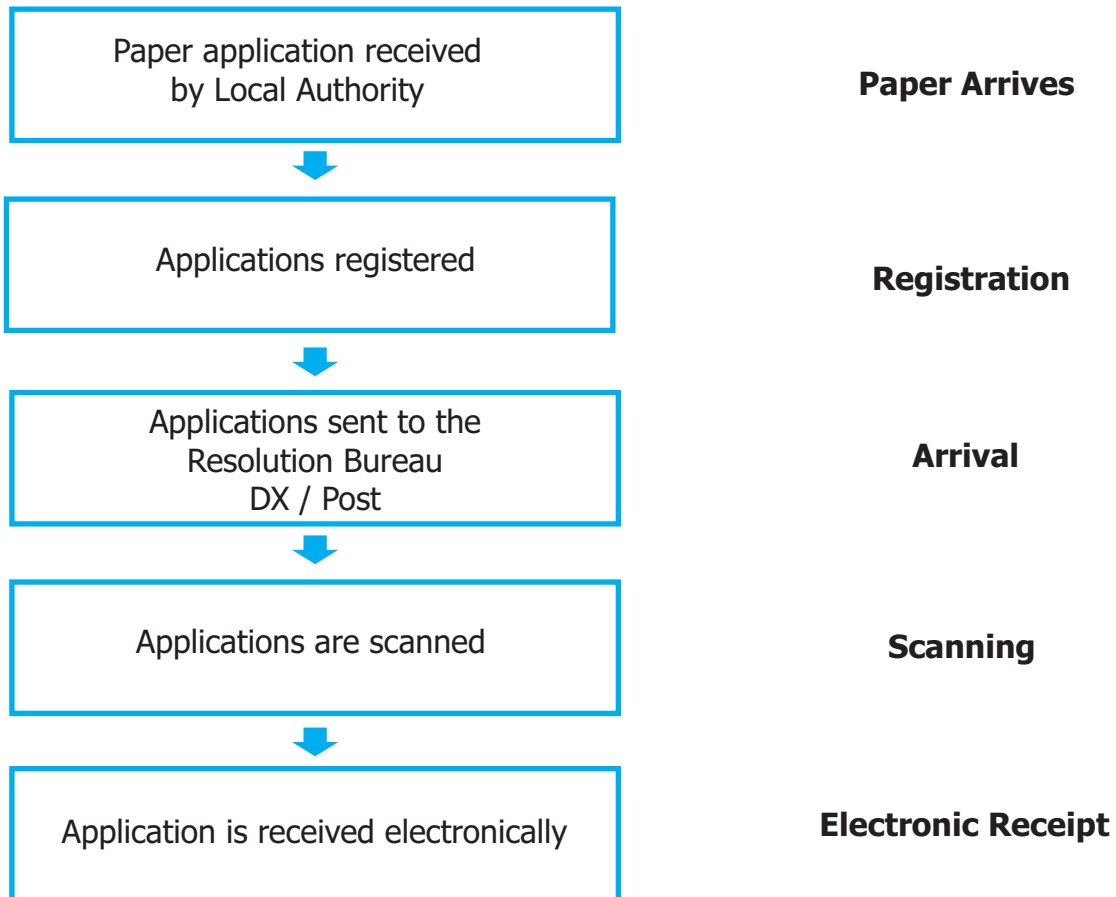 Paper application received
by Local Authority
Paper Arrives
Applications registered
Registration
Applications sent to the
Resolution Bureau
DX / Post
Arrival
Applications are scanned
Scanning
Application is received electronically
Electronic Receipt